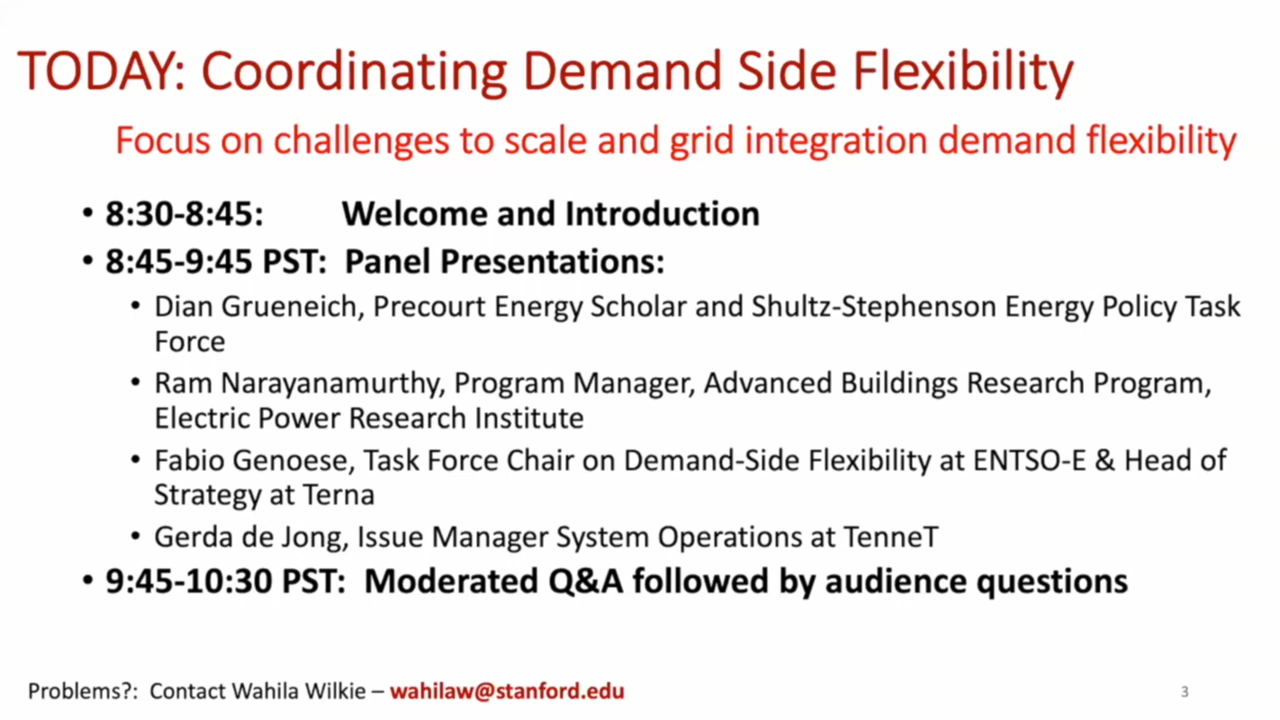 TODAY: Coordinating Demand Side Flexibility
Focus on challenges to scale and grid integration demand flexibility
• 8:30-8:45: Welcome and Introduction
• 8:45-9:45 PST: Panel Presentations:
• Dian Grueneich, Precourt Energy Scholar and Shultz-Stephenson Energy Policy Task
Force
• Ram Narayanamurthy, Program Manager, Advanced Buildings Research Program,
Electric Power Research Institute
• Fabio Genoese, Task Force Chair on Demand-Side Flexibility at ENTSO-E & Head of
Strategy at Terna
• Gerda de Jong, Issue Manager System Operations at TenneT
• 9:45-10:30 PST: Moderated Q&A followed by audience questions
Problems?: Contact Wahila Wilkie – wahilaw@stanford.edu
3